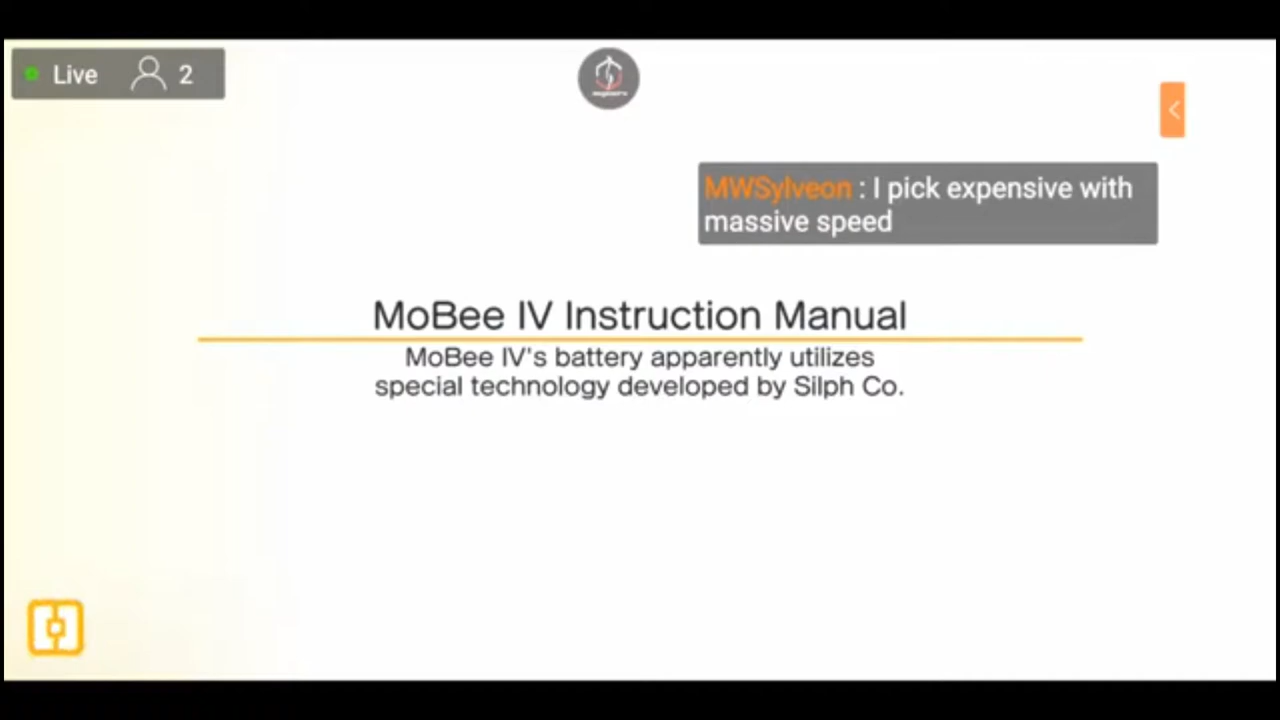 Live 2
MWSylveon : I pick expensive with
massive speed
MoBee IV Instruction Manual
MoBee IV's battery apparently utilizes
special technology developed by Silph Co.